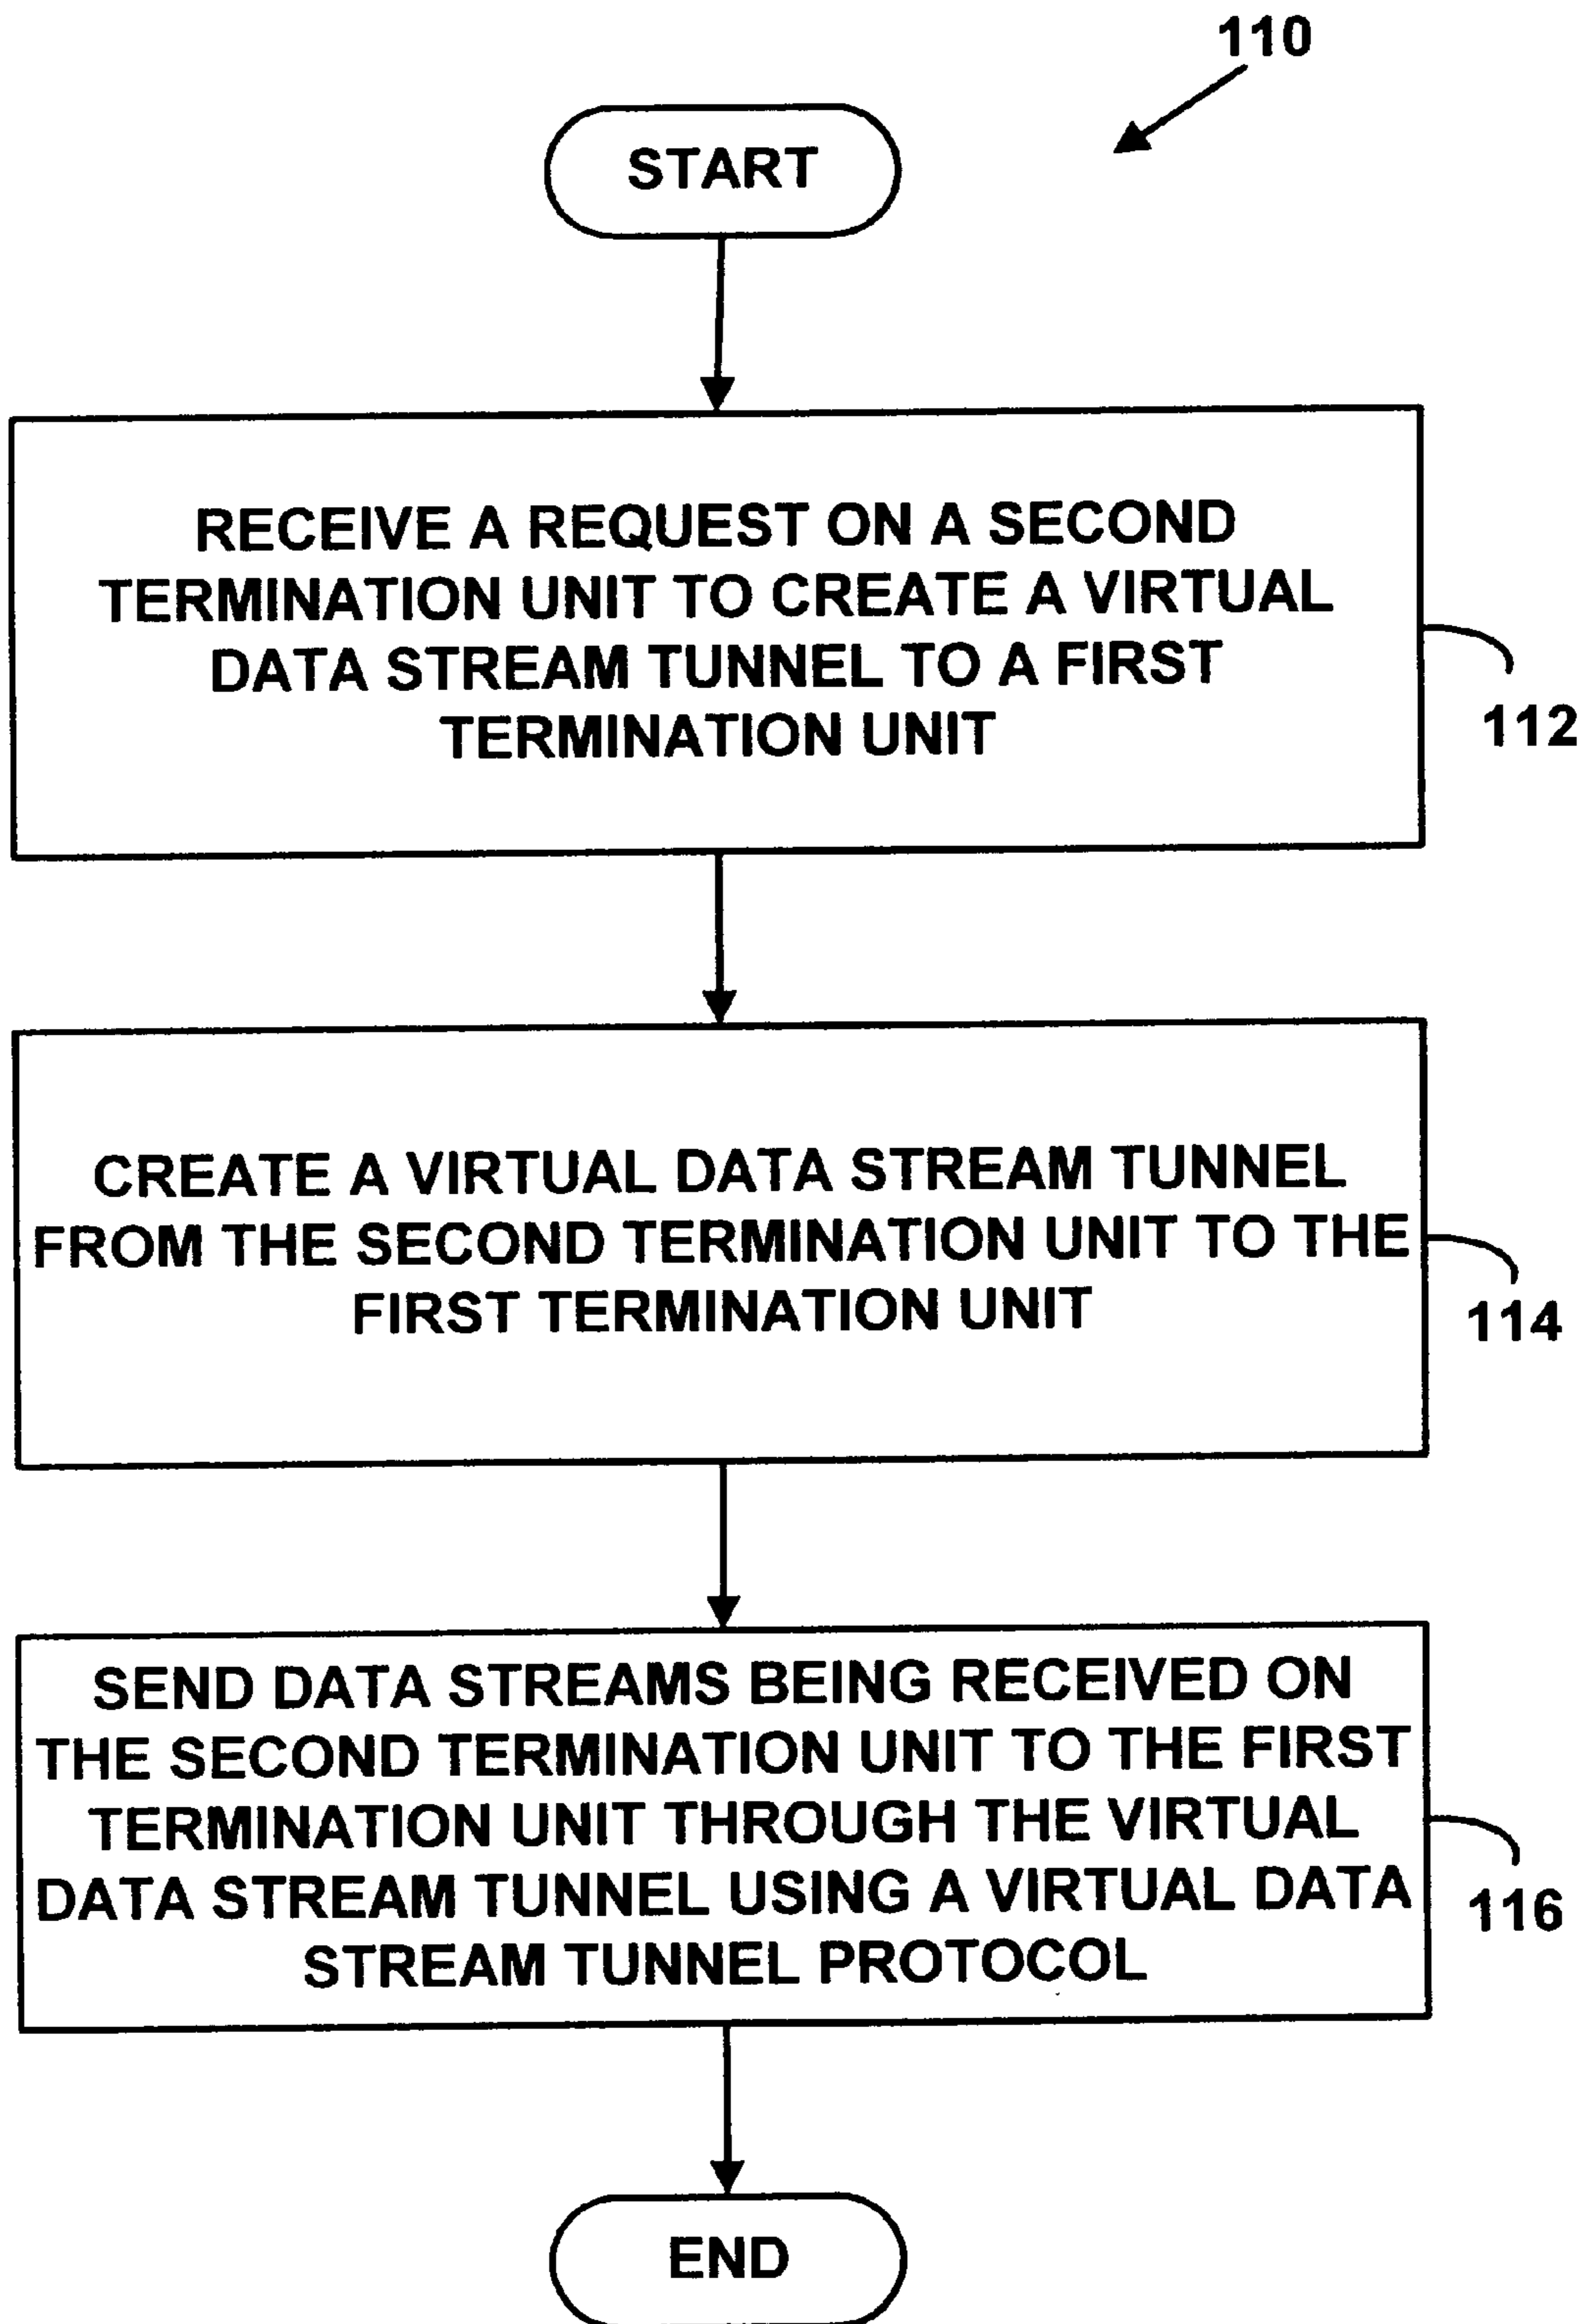 110
START
RECEIVE A REQUEST ON A SECOND
TERMINATION UNIT TO CREATE A VIRTUAL
DATA STREAM TUNNEL TO A FIRST
TERMINATION UNIT
112
CREATE A VIRTUAL DATA STREAM TUNNEL
FROM THE SECOND TERMINATION UNIT TO THE
FIRST TERMINATION UNIT
114
SEND DATA STREAMS BEING RECEIVED ON
THE SECOND TERMINATION UNIT TO THE FIRST
TERMINATION UNIT THROUGH THE VIRTUAL
DATA STREAM TUNNEL USING A VIRTUAL DATA
STREAM TUNNEL PROTOCOL
116
END